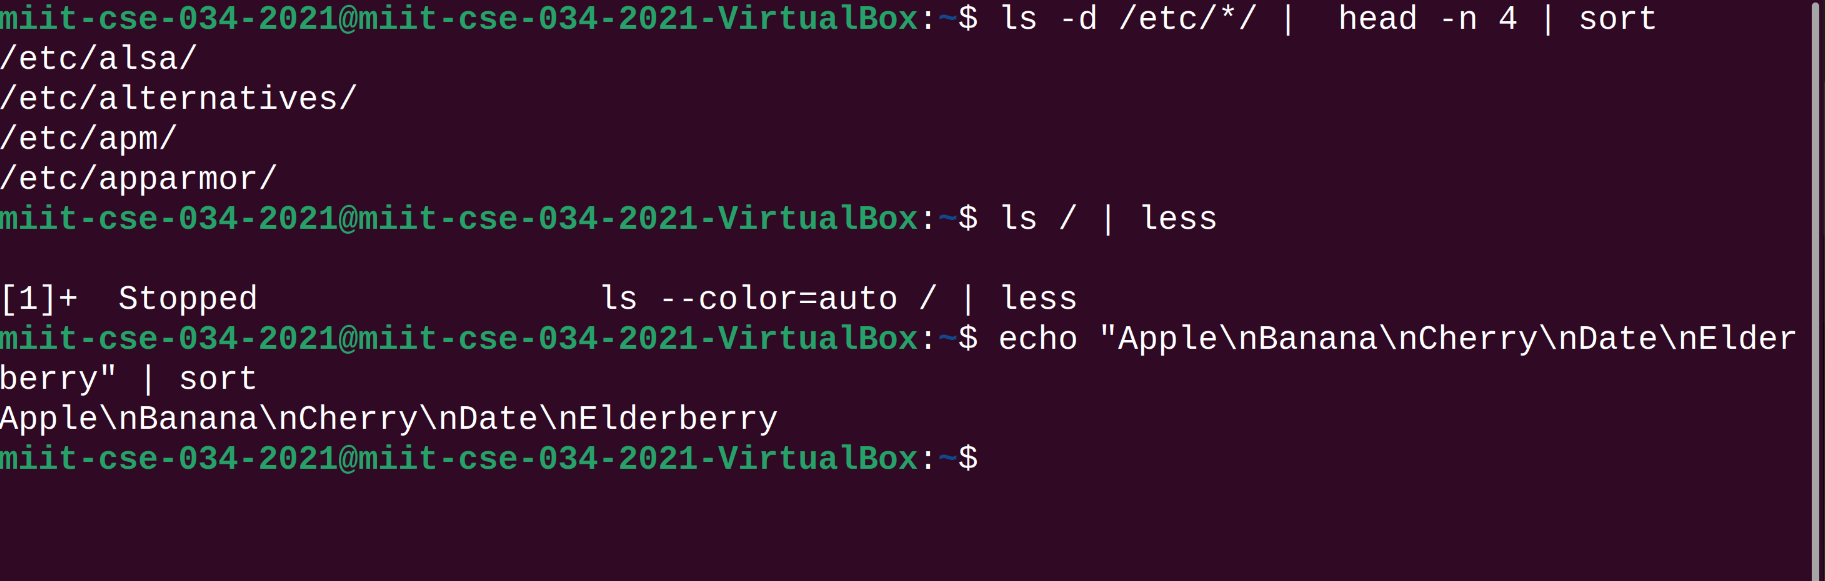 miit-cse-034-2021@miit-cse-034-2021-VirtualBox:~$ ls -d /etc/*/ |  head -n 4 | sort
/etc/alsa/
/etc/alternatives/
/etc/apm/
/etc/apparmor/
miit-cse-034-2021@miit-cse-034-2021-VirtualBox:~$ ls / | less
[1]+  Stopped                 ls --color=auto / | less
miit-cse-034-2021@miit-cse-034-2021-VirtualBox:~$ echo "Apple\nBanana\nCherry\nDate\nElder
berry" | sort
Apple\nBanana\nCherry\nDate\nElderberry
miit-cse-034-2021@miit-cse-034-2021-VirtualBox:~$